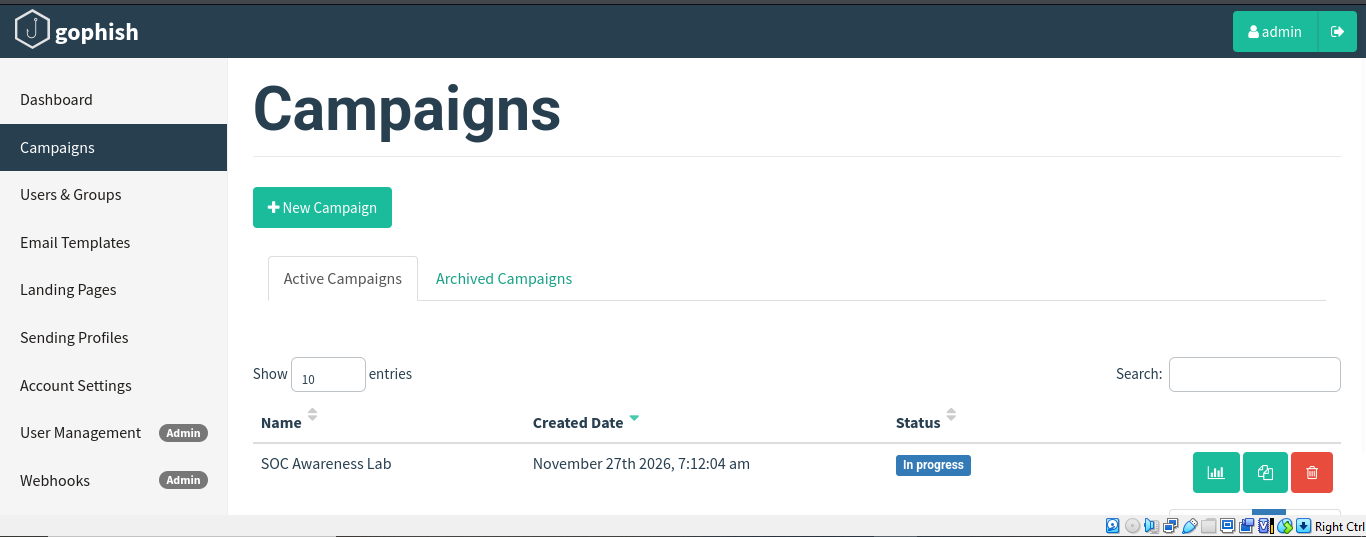 gophish
admin
Dashboard
Campaigns
Users & Groups
Email Templates
Landing Pages
Sending Profiles
Account Settings
User Management Admin
Webhooks Admin
Campaigns
New Campaign
Active Campaigns Archived Campaigns
Show 10 entries Search:
Name Created Date Status
SOC Awareness Lab November 27th 2026, 7:12:04 am In progress
Right Ctrl